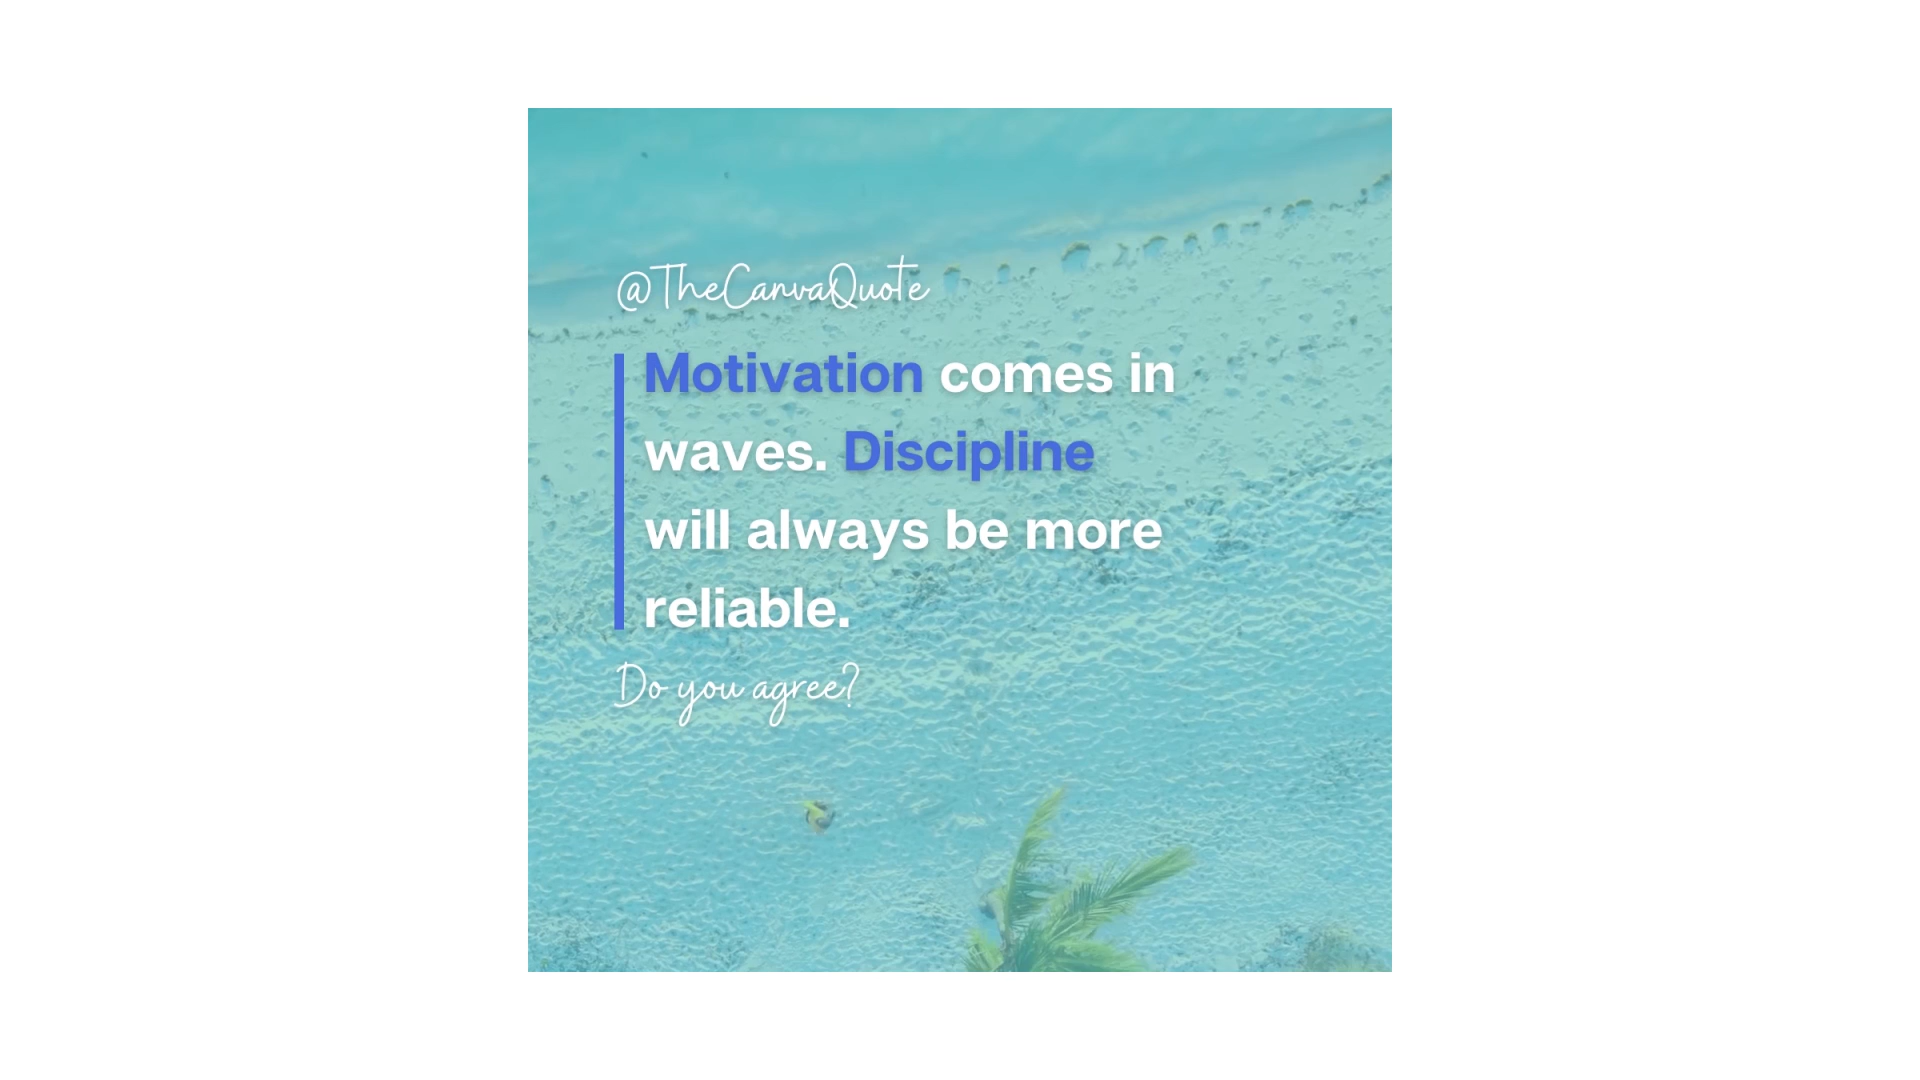 @TheCanvaQuote
Motivation comes in
waves. Discipline
will always be more
reliable.
Do you agree?